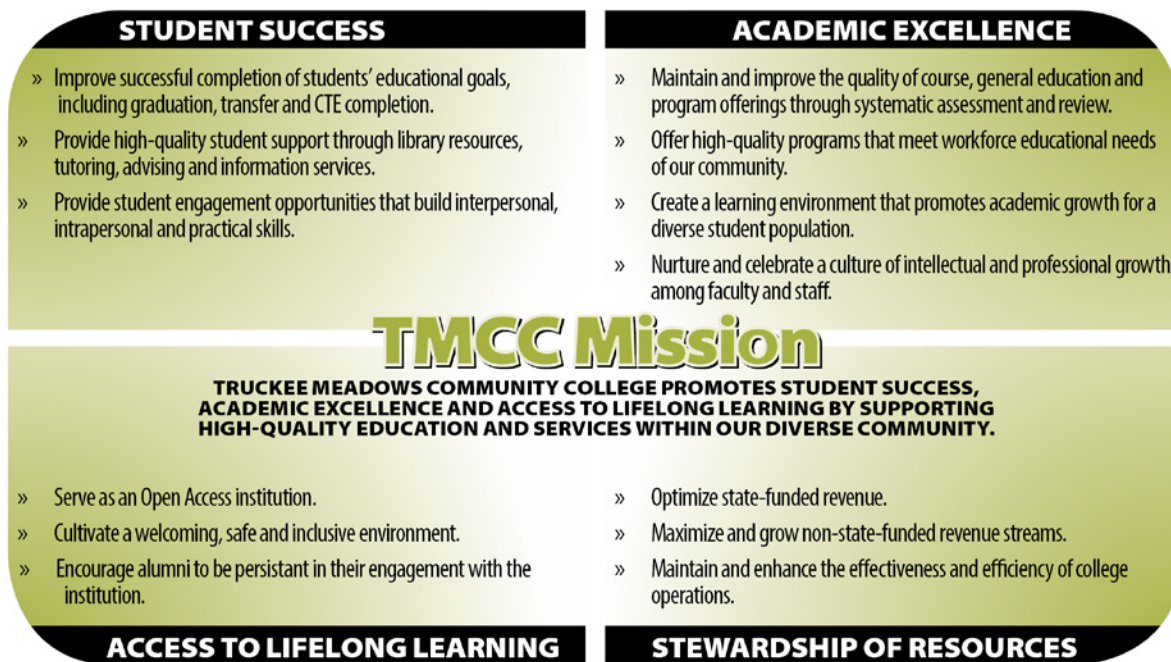 STUDENT SUCCESS
» Improve successful completion of students' educational goals,
including graduation, transfer and CTE completion.
» Provide high-quality student support through library resources,
tutoring, advising and information services.
» Provide student engagement opportunities that build interpersonal,
intrapersonal and practical skills.
ACADEMIC EXCELLENCE
» Maintain and improve the quality of course, general education and
program offerings through systematic assessment and review.
» Offer high-quality programs that meet workforce educational needs
of our community.
» Create a learning environment that promotes academic growth for a
diverse student population.
» Nurture and celebrate a culture of intellectual and professional growth
among faculty and staff.
TMCC Mission
TRUCKEE MEADOWS COMMUNITY COLLEGE PROMOTES STUDENT SUCCESS,
ACADEMIC EXCELLENCE AND ACCESS TO LIFELONG LEARNING BY SUPPORTING
HIGH-QUALITY EDUCATION AND SERVICES WITHIN OUR DIVERSE COMMUNITY.
» Serve as an Open Access institution.
» Cultivate a welcoming, safe and inclusive environment.
» Encourage alumni to be persistant in their engagement with the
institution.
ACCESS TO LIFELONG LEARNING
» Optimize state-funded revenue.
» Maximize and grow non-state-funded revenue streams.
» Maintain and enhance the effectiveness and efficiency of college
operations.
STEWARDSHIP OF RESOURCES